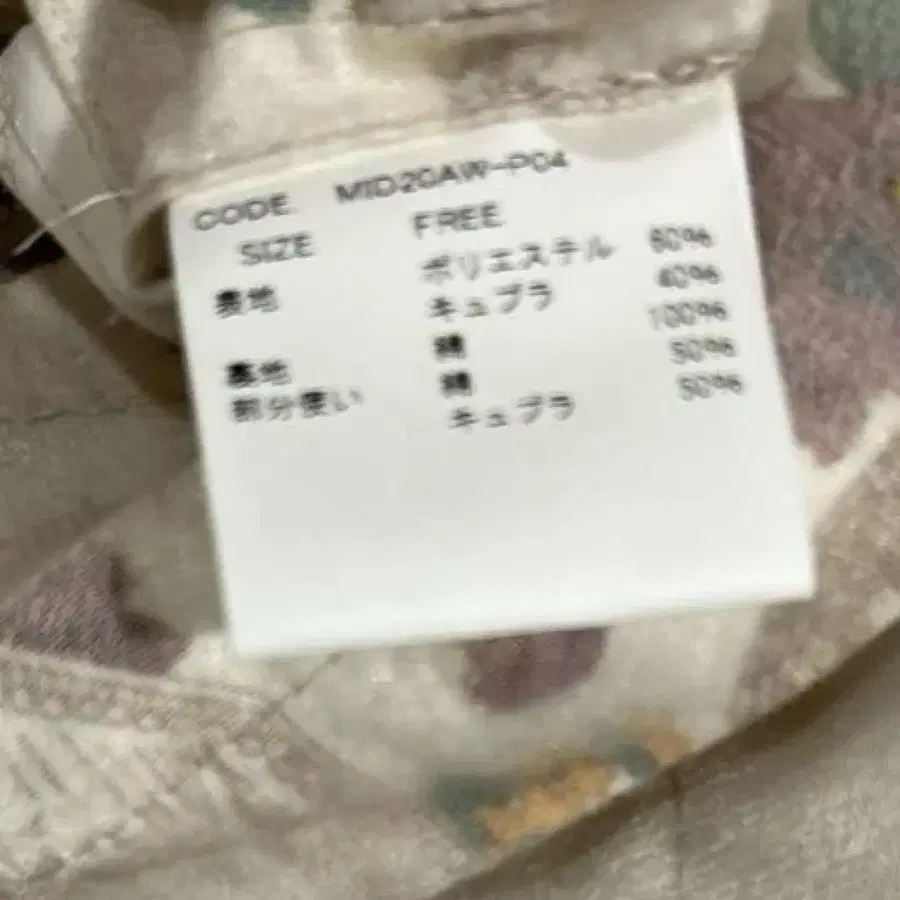 CODE MID20AW-P04
SIZE FREE
表地 ポリエステル 60%
キュプラ 40%
裏地 綿 100%
部分使い 綿 50%
キュプラ 50%